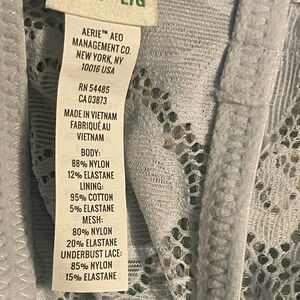 L/G
AERIE™ AEO
MANAGEMENT CO.
NEW YORK, NY
10016 USA
RN 54485
CA 03873
MADE IN VIETNAM
FABRIQUÉ AU
VIETNAM
BODY:
88% NYLON
12% ELASTANE
LINING:
95% COTTON
5% ELASTANE
MESH:
80% NYLON
20% ELASTANE
UNDERBUST LACE:
85% NYLON
15% ELASTANE